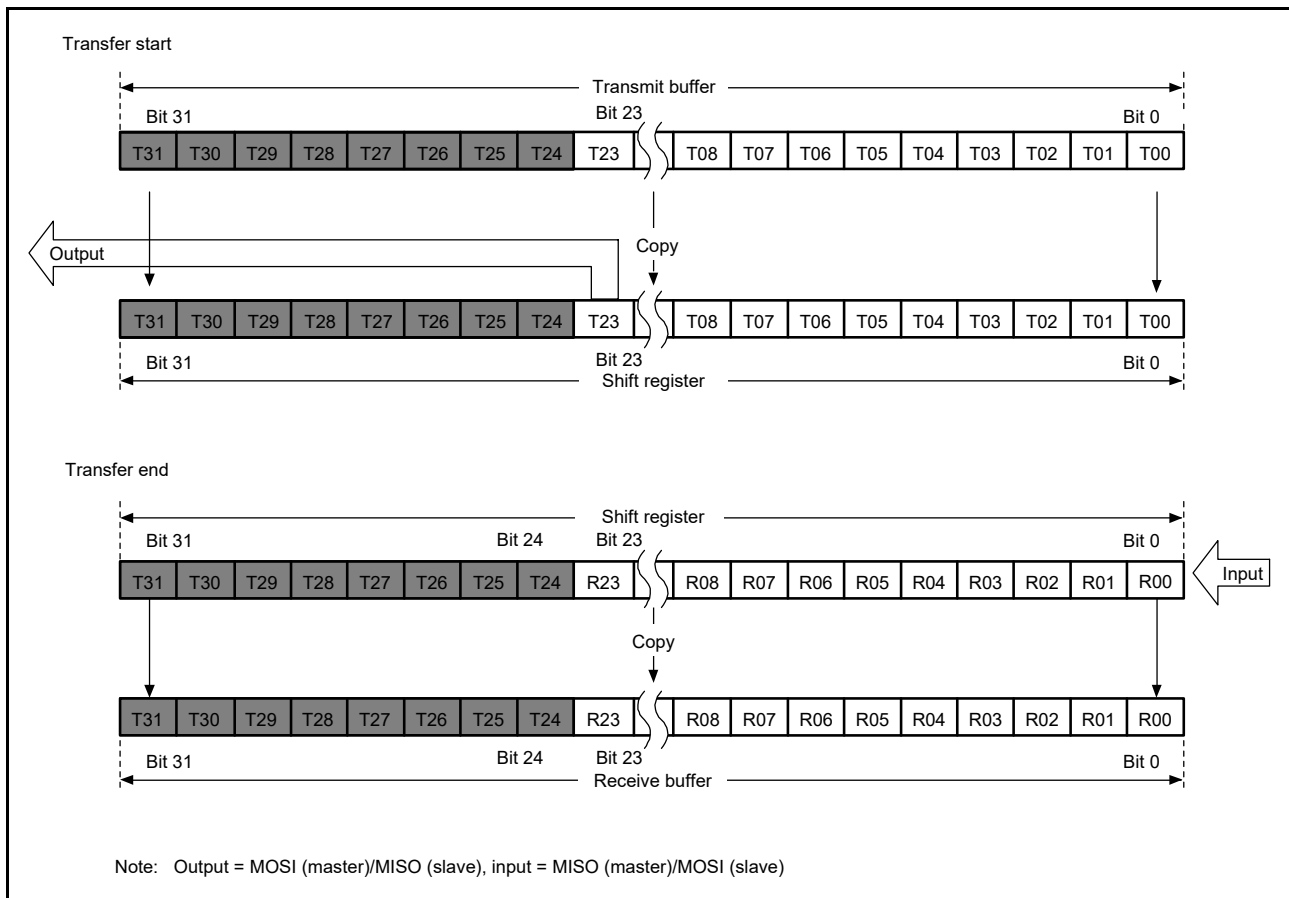 Transfer start
Transmit buffer
Bit 31 Bit 23 Bit 0
T31 T30 T29 T28 T27 T26 T25 T24 T23 T08 T07 T06 T05 T04 T03 T02 T01 T00
Output Copy
T31 T30 T29 T28 T27 T26 T25 T24 T23 T08 T07 T06 T05 T04 T03 T02 T01 T00
Bit 31 Bit 23 Bit 0
Shift register
Transfer end
Shift register
Bit 31 Bit 24 Bit 23 Bit 0
T31 T30 T29 T28 T27 T26 T25 T24 R23 R08 R07 R06 R05 R04 R03 R02 R01 R00 Input
Copy
T31 T30 T29 T28 T27 T26 T25 T24 R23 R08 R07 R06 R05 R04 R03 R02 R01 R00
Bit 31 Bit 24 Bit 23 Bit 0
Receive buffer
Note: Output = MOSI (master)/MISO (slave), input = MISO (master)/MOSI (slave)